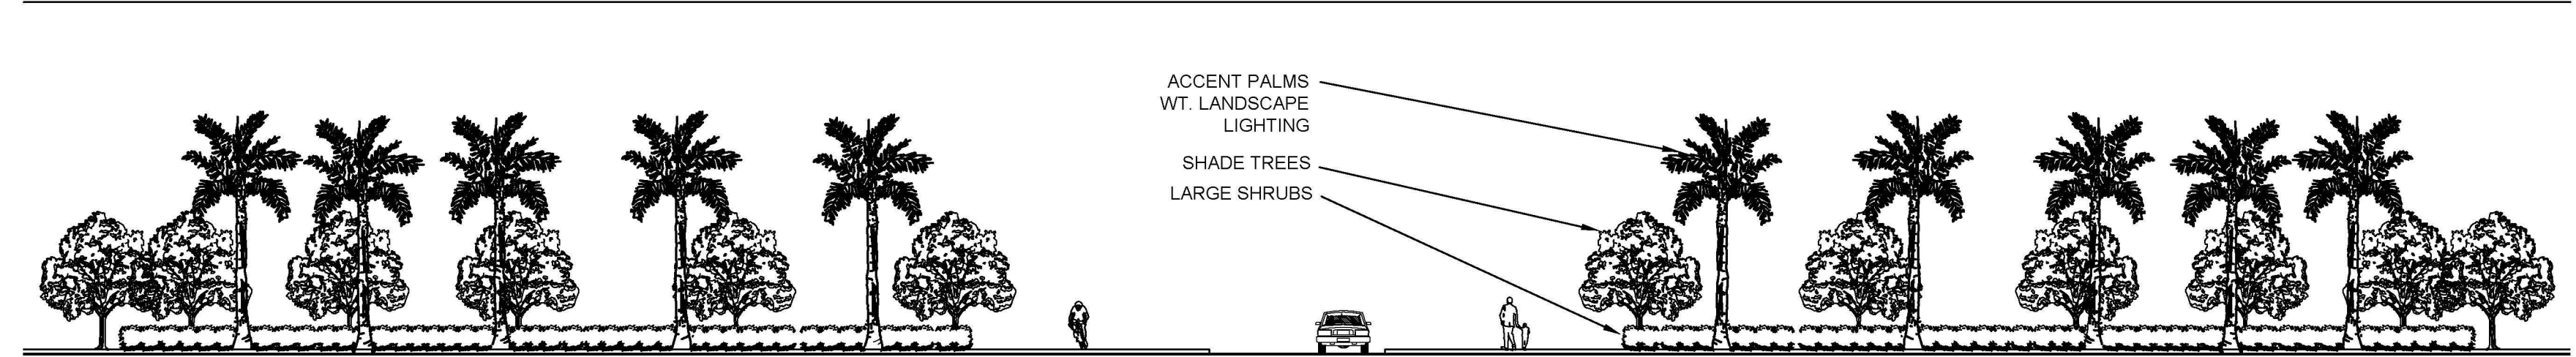 ACCENT PALMS
WT. LANDSCAPE
LIGHTING
SHADE TREES
LARGE SHRUBS